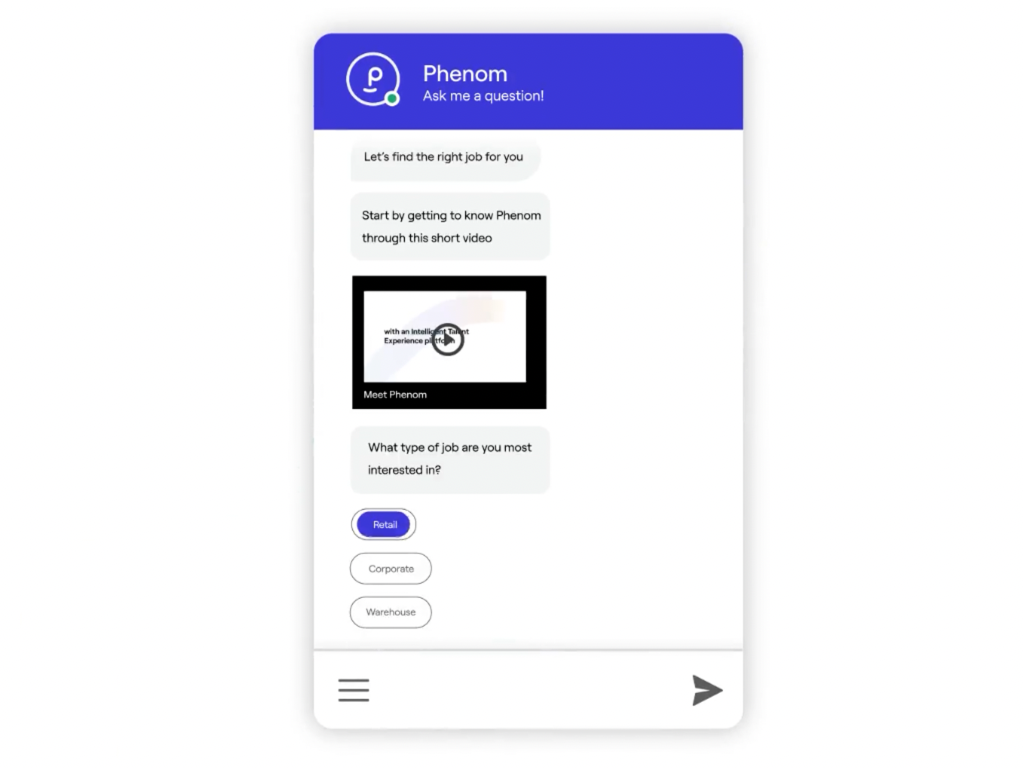 Phenom
Ask me a question!
Let's find the right job for you
Start by getting to know Phenom
through this short video
with an Intelligent Talent
Experience platform
Meet Phenom
What type of job are you most
interested in?
Retail
Corporate
Warehouse